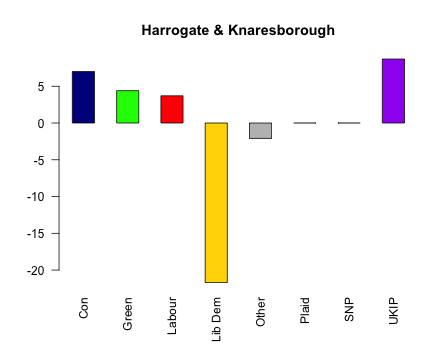 Harrogate & Knaresborough
5
0
-5
-10
-15
-20
Con
Green
Labour
Lib Dem
Other
Plaid
SNP
UKIP